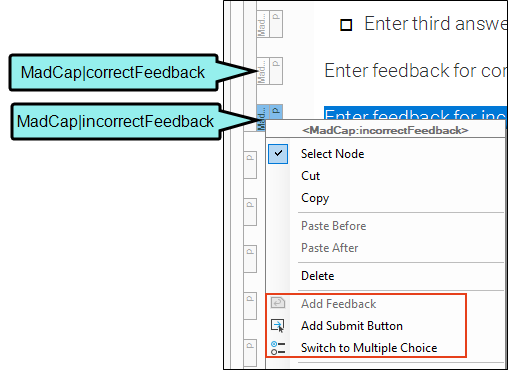 Enter third answe
MadCap|correctFeedback
Enter feedback for cor
MadCap|incorrectFeedback
Enter feedback for inc
<MadCap:incorrectFeedback>
Select Node
Cut
Copy
Paste Before
Paste After
Delete
Add Feedback
Add Submit Button
Switch to Multiple Choice
Mad...
p
Mad...
p
Mad...
p
p
p
p
p
p